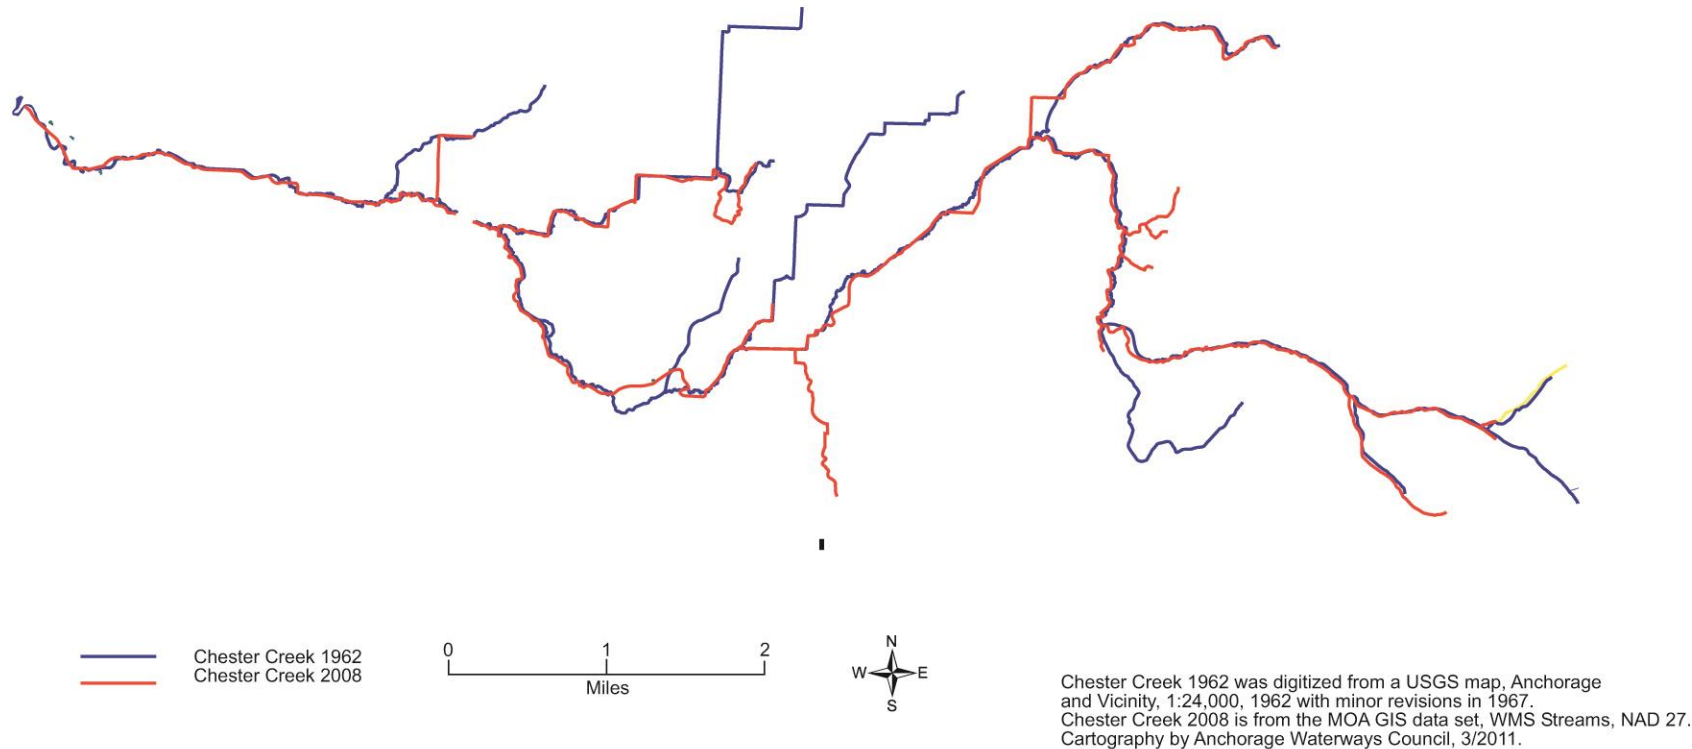 Chester Creek 1962
Chester Creek 2008
0 1 2
Miles
N
W E
S
Chester Creek 1962 was digitized from a USGS map, Anchorage
and Vicinity, 1:24,000, 1962 with minor revisions in 1967.
Chester Creek 2008 is from the MOA GIS data set, WMS Streams, NAD 27.
Cartography by Anchorage Waterways Council, 3/2011.